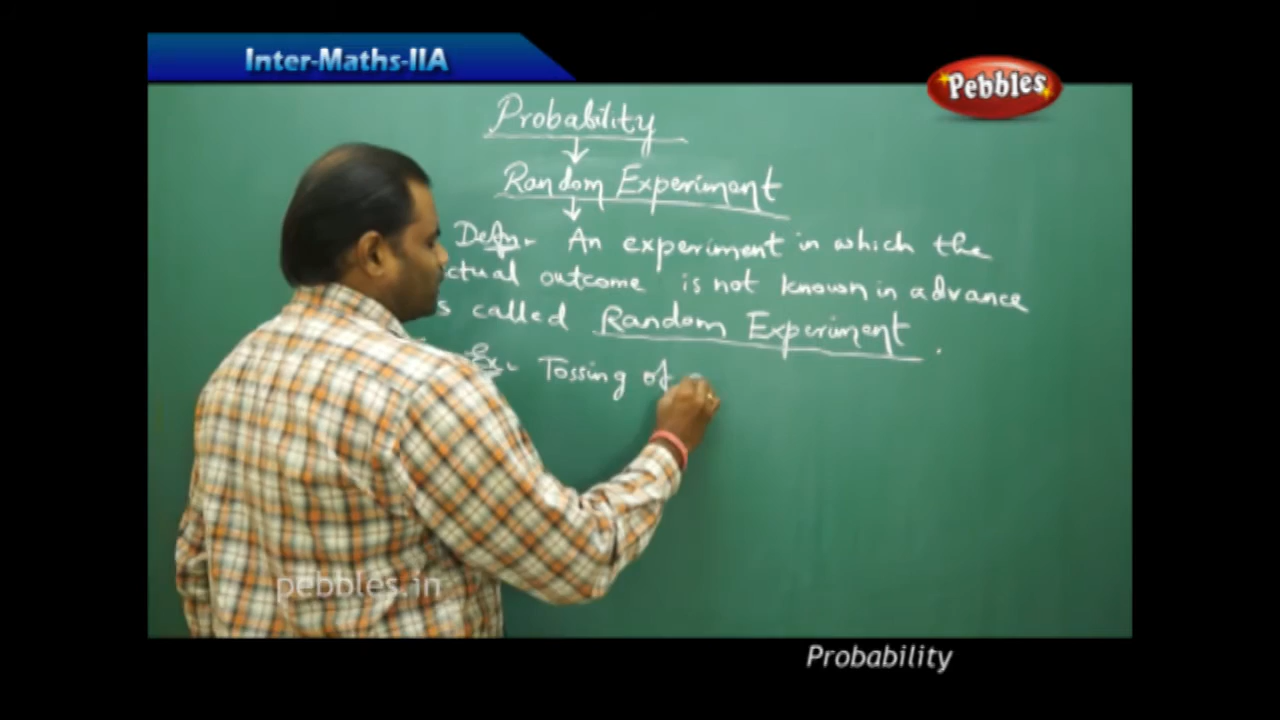 Inter-Maths-IIA
Pebbles
Probability
Random Experiment
Defn. An experiment in which the
ctual outcome is not known in advance
s called Random Experiment.
Ex. Tossing of
pebbles.in
Probability